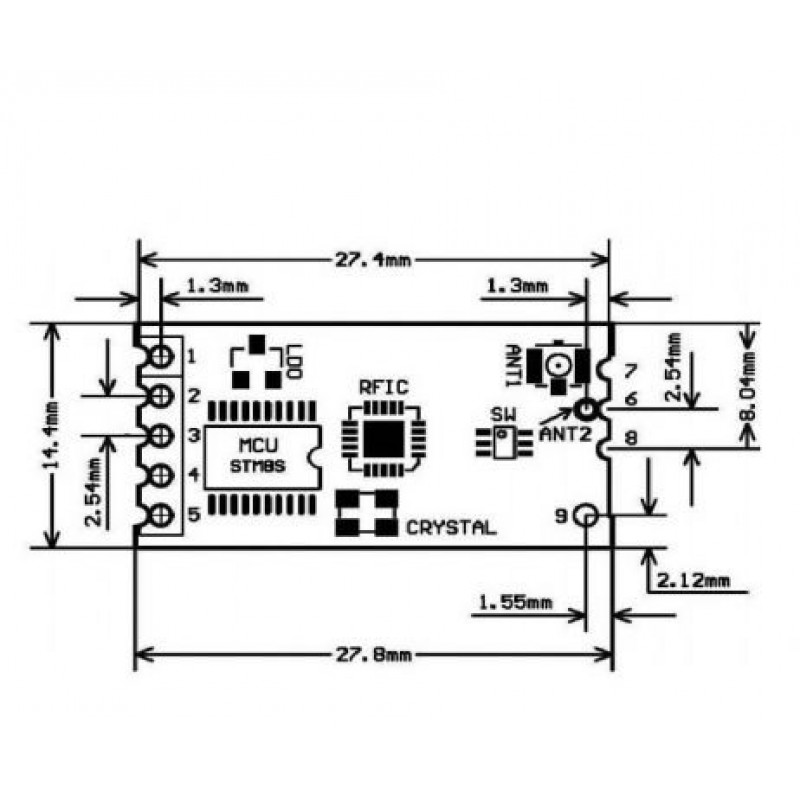 27.4mm
1.3mm
1.3mm
1
LDO
ANT1
7
2.54mm
8.04mm
RFIC
2
6
SW
ANT2
3
MCU
STM8S
8
14.4mm
2.54mm
4
5
CRYSTAL
9
2.12mm
1.55mm
27.8mm